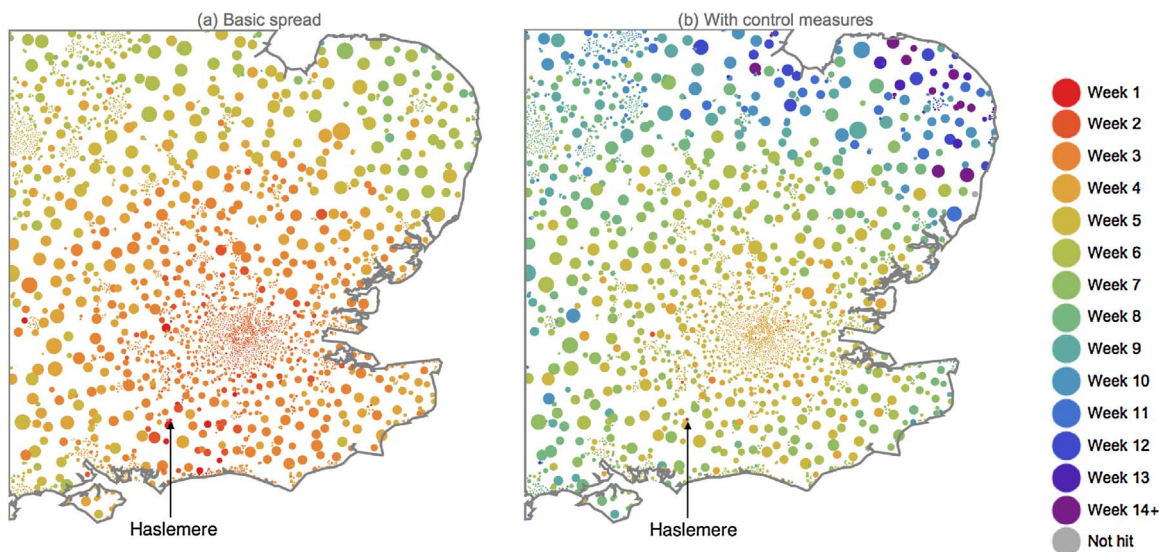 (a) Basic spread
(b) With control measures
Week 1
Week 2
Week 3
Week 4
Week 5
Week 6
Week 7
Week 8
Week 9
Week 10
Week 11
Week 12
Week 13
Week 14+
Not hit
Haslemere
Haslemere